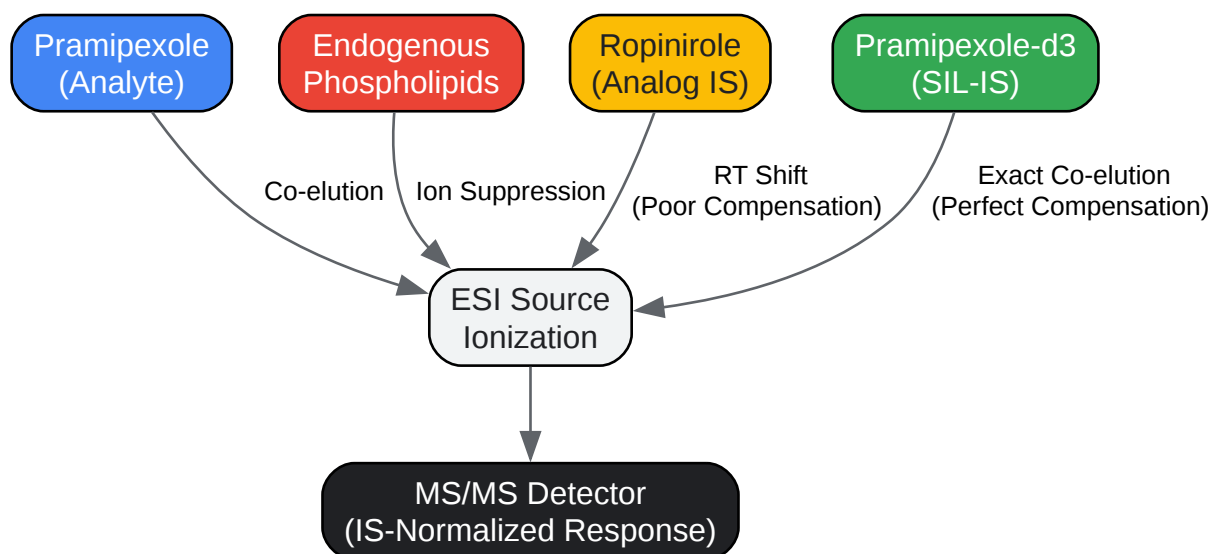 Pramipexole
(Analyte)
Endogenous
Phospholipids
Ropinirole
(Analog IS)
Pramipexole-d3
(SIL-IS)
Co-elution
Ion Suppression
RT Shift
(Poor Compensation)
Exact Co-elution
(Perfect Compensation)
ESI Source
Ionization
MS/MS Detector
(IS-Normalized Response)